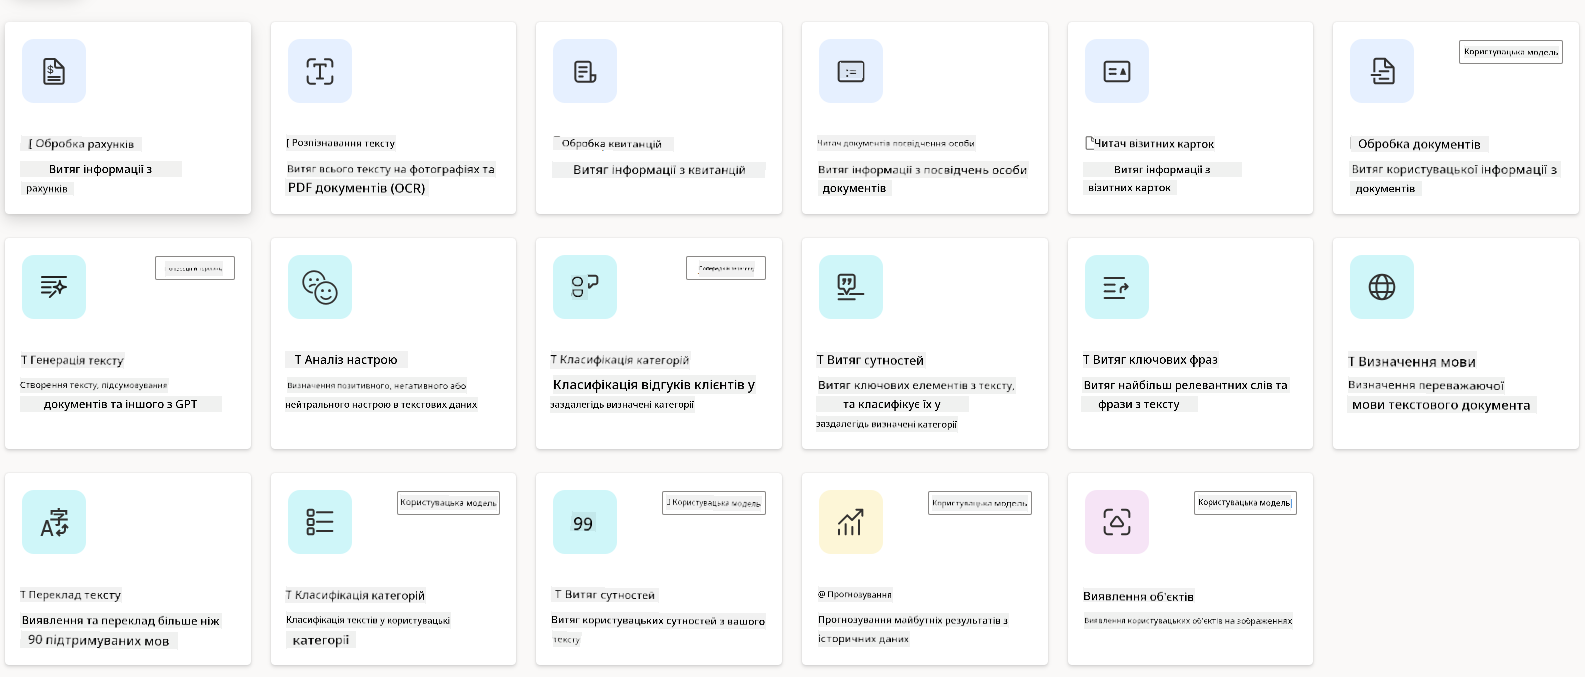 Обробка рахунків
Витяг інформації з
рахунків
[ Розпізнавання тексту
Витяг всього тексту на фотографіях та
PDF документів (OCR)
Обробка квитанцій
Витяг інформації з квитанцій
Читач документів посвідчення особи
Витяг інформації з посвідчень особи
документів
Читач візитних карток
Витяг інформації з
візитних карток
Користувацька модель
Обробка документів
Витяг користувацької інформації з
документів
T Генерація тексту
Створення тексту, підсумовування
документів та іншого з GPT
T Аналіз настрою
Визначення позитивного, негативного або
нейтрального настрою в текстових даних
Попередній
T Класифікація категорій
Класифікація відгуків клієнтів у
заздалегідь визначені категорії
T Витяг сутностей
Витяг ключових елементів з тексту,
та класифікує їх у
заздалегідь визначені категорії
T Витяг ключових фраз
Витяг найбільш релевантних слів та
фрази з тексту
T Визначення мови
Визначення переважаючої
мови текстового документа
T Переклад тексту
Виявлення та переклад більше ніж
90 підтримуваних мов
Користувацька модель
T Класифікація категорій
Класифікація текстів у користувацькі
категорії
Користувацька модель
99
T Витяг сутностей
Витяг користувацьких сутностей з вашого
тексту
Користувацька модель
@ Прогнозування
Прогнозування майбутніх результатів з
історичних даних
Користувацька модель
Виявлення об'єктів
Виявлення користувацьких об'єктів на зображеннях